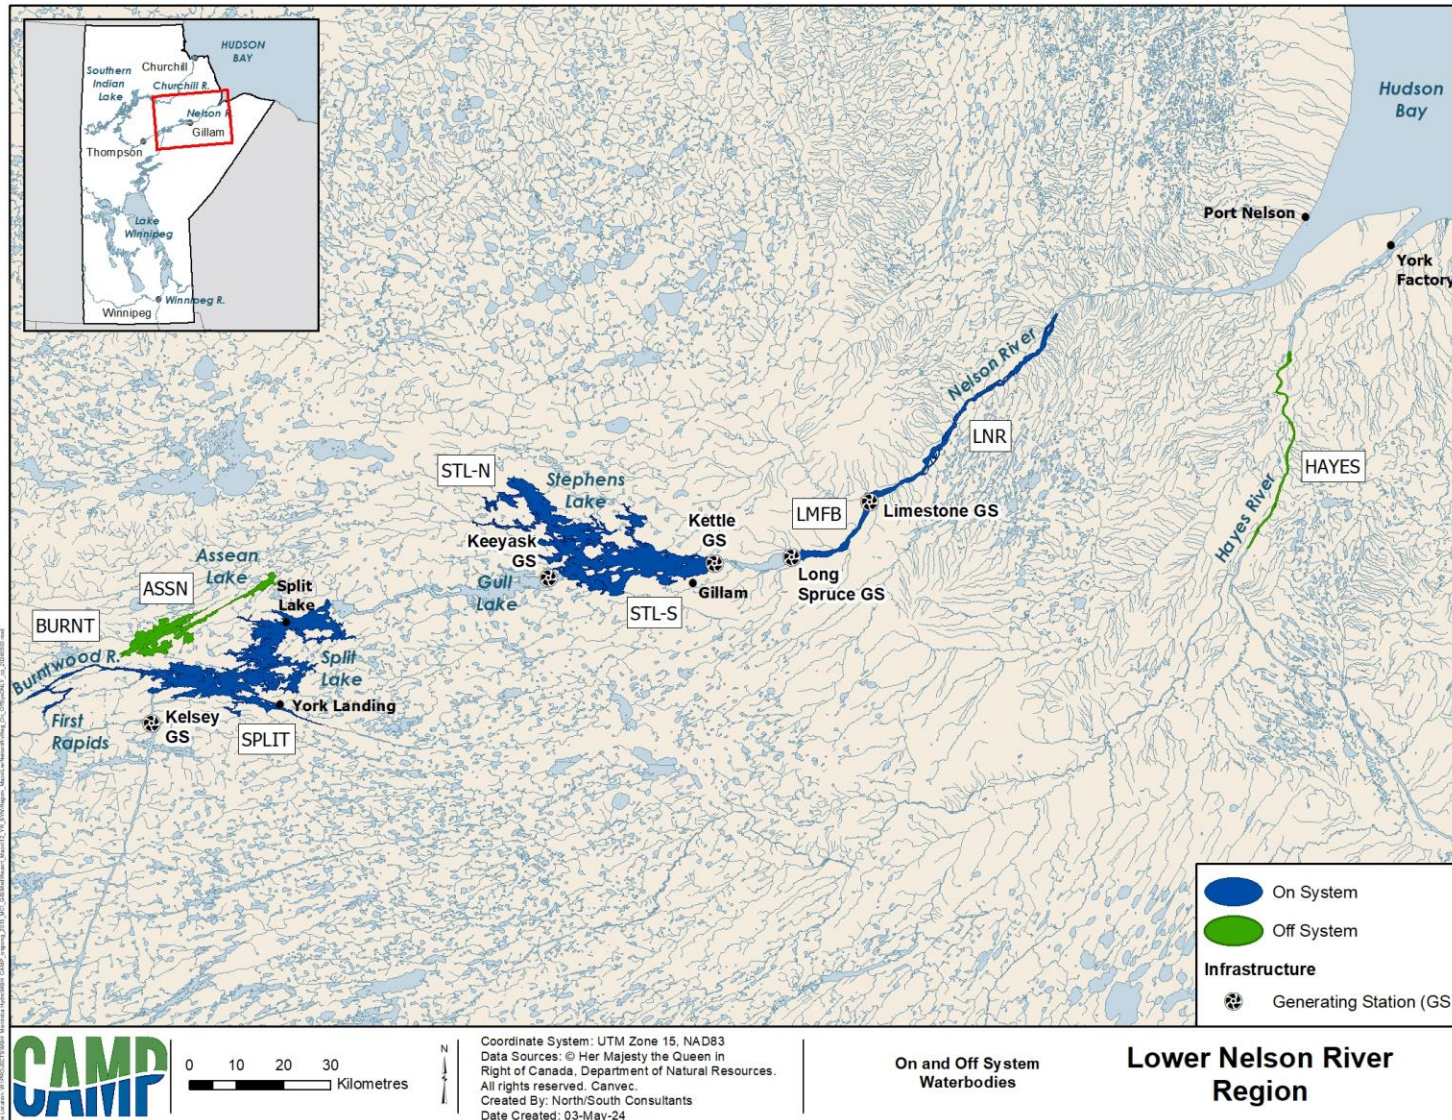 HUDSON
BAY
Churchill
Southern
Indian
Lake
Churchill R.
Nelson R.
Gillam
Thompson
Lake
Winnipeg
Winnipeg R.
Winnipeg
Hudson
Bay
Port Nelson
York
Factory
Nelson River
LNR
HAYES
Hayes River
STL-N
Stephens
Lake
LMFB
Limestone GS
Kettle
GS
Keeyask
GS
Long
Spruce GS
Gull
Lake
Gillam
STL-S
Assean
Lake
ASSN
Split
Lake
BURNT
Burntwood R.
Split
Lake
York Landing
First
Rapids
Kelsey
GS
SPLIT
On System
Off System
Infrastructure
Generating Station (GS
CAMP
0 10 20 30
Kilometres
N
Coordinate System: UTM Zone 15, NAD83
Data Sources: © Her Majesty the Queen in
Right of Canada, Department of Natural Resources.
All rights reserved. Canvec.
Created By: North/South Consultants
Date Created: 03-May-24
On and Off System
Waterbodies
Lower Nelson River
Region